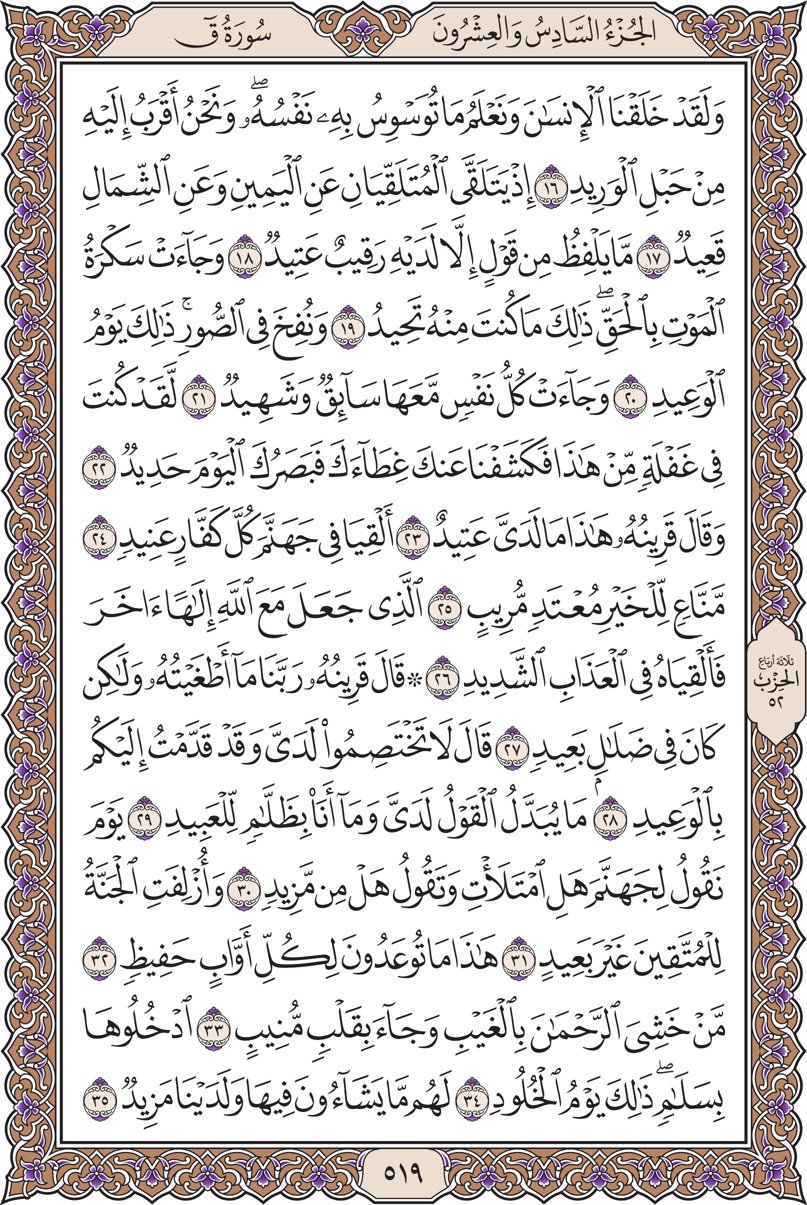 الجُزْءُ السَّادِسُ وَالعِشْرُونَ
سُورَةُ قٓ
وَلَقَدْ خَلَقْنَا ٱلْإِنسَٰنَ وَنَعْلَمُ مَا تُوَسْوِسُ بِهِۦ نَفْسُهُۥۖ وَنَحْنُ أَقْرَبُ إِلَيْهِ
مِنْ حَبْلِ ٱلْوَرِيدِ ١٦ إِذْ يَتَلَقَّى ٱلْمُتَلَقِّيَانِ عَنِ ٱلْيَمِينِ وَعَنِ ٱلشِّمَالِ
قَعِيدٌ ١٧ مَّا يَلْفِظُ مِن قَوْلٍ إِلَّا لَدَيْهِ رَقِيبٌ عَتِيدٌ ١٨ وَجَآءَتْ سَكْرَةُ
ٱلْمَوْتِ بِٱلْحَقِّۖ ذَٰلِكَ مَا كُنتَ مِنْهُ تَحِيدُ ١٩ وَنُفِخَ فِى ٱلصُّورِۚ ذَٰلِكَ يَوْمُ
ٱلْوَعِيدِ ٢٠ وَجَآءَتْ كُلُّ نَفْسٍ مَّعَهَا سَآئِقٌ وَشَهِيدٌ ٢١ لَّقَدْ كُنتَ
فِى غَفْلَةٍ مِّنْ هَٰذَا فَكَشَفْنَا عَنكَ غِطَآءَكَ فَبَصَرُكَ ٱلْيَوْمَ حَدِيدٌ ٢٢
وَقَالَ قَرِينُهُۥ هَٰذَا مَا لَدَىَّ عَتِيدٌ ٢٣ أَلْقِيَا فِى جَهَنَّمَ كُلَّ كَفَّارٍ عَنِيدٍ ٢٤
مَّنَّاعٍ لِّلْخَيْرِ مُعْتَدٍ مُّرِيبٍ ٢٥ ٱلَّذِى جَعَلَ مَعَ ٱللَّهِ إِلَٰهًا ءَاخَرَ
فَأَلْقِيَاهُ فِى ٱلْعَذَابِ ٱلشَّدِيدِ ٢٦ ۞ قَالَ قَرِينُهُۥ رَبَّنَا مَآ أَطْغَيْتُهُۥ وَلَٰكِن
كَانَ فِى ضَلَٰلٍۭ بَعِيدٍ ٢٧ قَالَ لَا تَخْتَصِمُوا۟ لَدَىَّ وَقَدْ قَدَّمْتُ إِلَيْكُم
بِٱلْوَعِيدِ ٢٨ مَا يُبَدَّلُ ٱلْقَوْلُ لَدَىَّ وَمَآ أَنَا۠ بِظَلَّٰمٍ لِّلْعَبِيدِ ٢٩ يَوْمَ
نَقُولُ لِجَهَنَّمَ هَلِ ٱمْتَلَأْتِ وَتَقُولُ هَلْ مِن مَّزِيدٍ ٣٠ وَأُزْلِفَتِ ٱلْجَنَّةُ
لِلْمُتَّقِينَ غَيْرَ بَعِيدٍ ٣١ هَٰذَا مَا تُوعَدُونَ لِكُلِّ أَوَّابٍ حَفِيظٍ ٣٢
مَّنْ خَشِىَ ٱلرَّحْمَٰنَ بِٱلْغَيْبِ وَجَآءَ بِقَلْبٍ مُّنِيبٍ ٣٣ ٱدْخُلُوهَا
بِسَلَٰمٍۖ ذَٰلِكَ يَوْمُ ٱلْخُلُودِ ٣٤ لَهُم مَّا يَشَآءُونَ فِيهَا وَلَدَيْنَا مَزِيدٌ ٣٥
ثلاثة أرباع
الحزب
٥٢
٥١٩